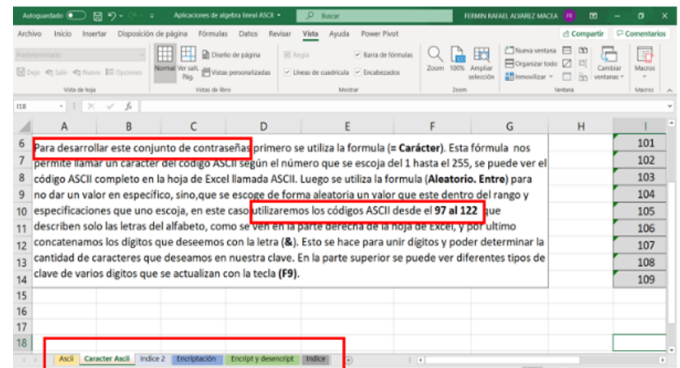 Autoguardado
Aplicaciones de algebra lineal ASCII
Buscar
FERMIN RAFAEL ALVAREZ MACEA
FR
Archivo Inicio Insertar Disposición de página Fórmulas Datos Revisar Vista Ayuda Power Pivot
Compartir Comentarios
Predeterminado
Dejar Salir Nuevo Opciones
Vista de hoja
Normal Ver salt. Pág.
Diseño de página
Vistas personalizadas
Vistas de libro
Regla Barra de fórmulas
Líneas de cuadrícula Encabezados
Mostrar
Zoom 100% Ampliar selección
Zoom
Nueva ventana
Organizar todo
Inmovilizar
Cambiar ventanas
Ventana
Macros
Macros
I18
fx
A B C D E F G H I
6 Para desarrollar este conjunto de contraseñas primero se utiliza la formula (= Carácter). Esta fórmula nos 101
7 permite llamar un carácter del código ASCII según el número que se escoja del 1 hasta el 255, se puede ver el 102
8 código ASCII completo en la hoja de Excel llamada ASCII. Luego se utiliza la formula (Aleatorio. Entre) para 103
9 no dar un valor en específico, sino,que se escoge de forma aleatoria un valor que este dentro del rango y 104
10 especificaciones que uno escoja, en este caso utilizaremos los códigos ASCII desde el 97 al 122 que 105
11 describen solo las letras del alfabeto, como se ven en la parte derecha de la hoja de Excel, y por ultimo 106
12 concatenamos los dígitos que deseemos con la letra (&). Esto se hace para unir dígitos y poder determinar la 107
13 cantidad de caracteres que deseamos en nuestra clave. En la parte superior se puede ver diferentes tipos de 108
14 clave de varios digitos que se actualizan con la tecla (F9). 109
15
16
17
18
Ascii Caracter Ascii Indice 2 Encriptación Encript y desencript Indice